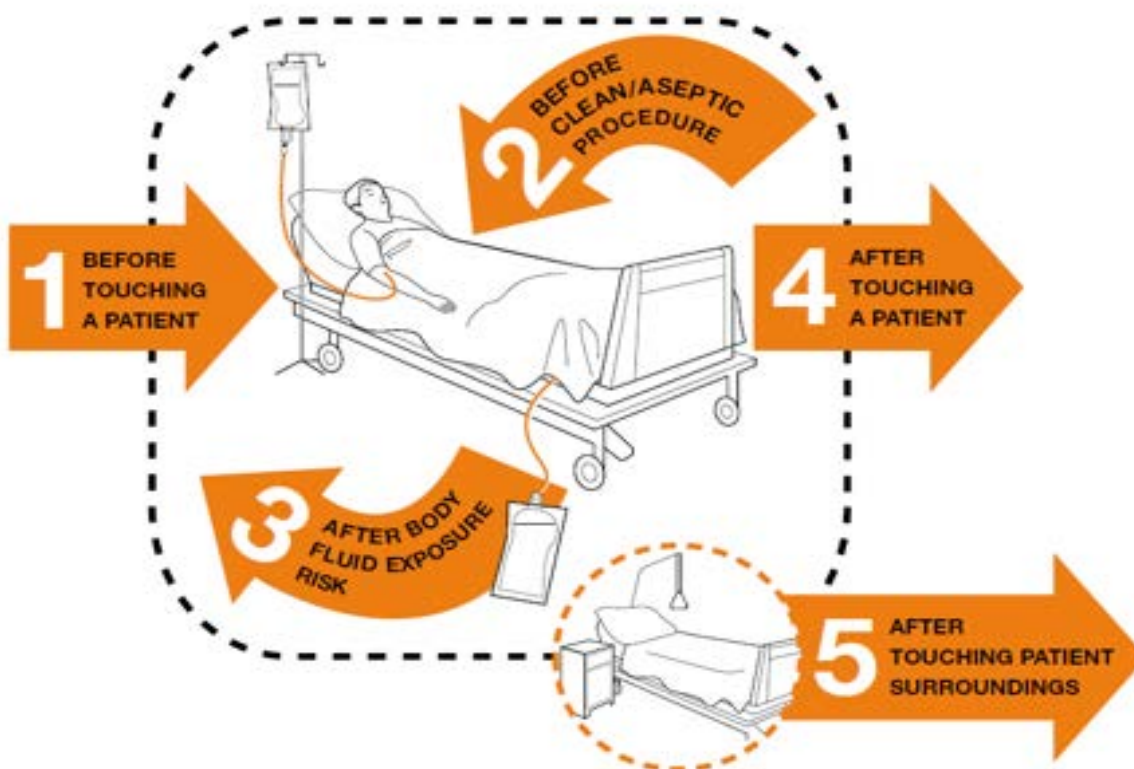 1
BEFORE
TOUCHING
A PATIENT
2
BEFORE
CLEAN/ASEPTIC
PROCEDURE
3
AFTER BODY
FLUID EXPOSURE
RISK
4
AFTER
TOUCHING
A PATIENT
5
AFTER
TOUCHING PATIENT
SURROUNDINGS